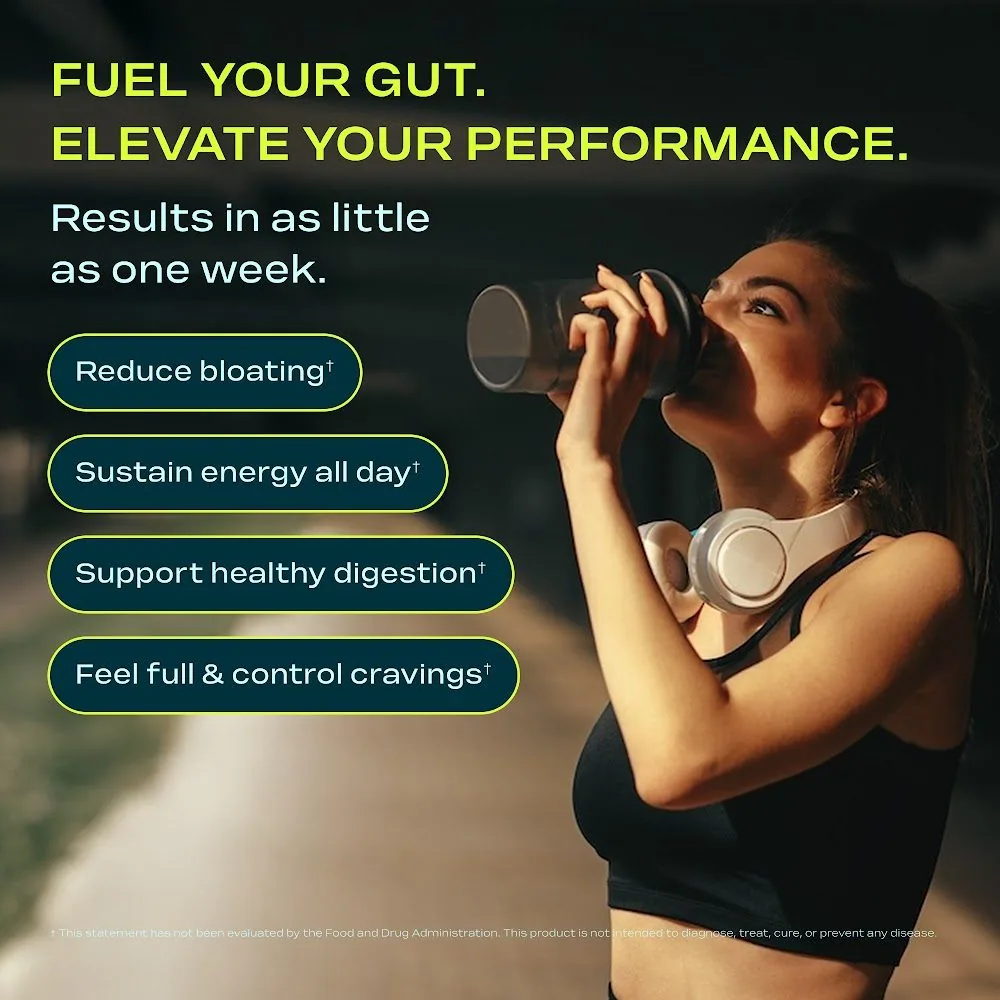 FUEL YOUR GUT.
ELEVATE YOUR PERFORMANCE.
Results in as little
as one week.
Reduce bloating†
Sustain energy all day†
Support healthy digestion†
Feel full & control cravings†
† This statement has not been evaluated by the Food and Drug Administration. This product is not intended to diagnose, treat, cure, or prevent any disease.